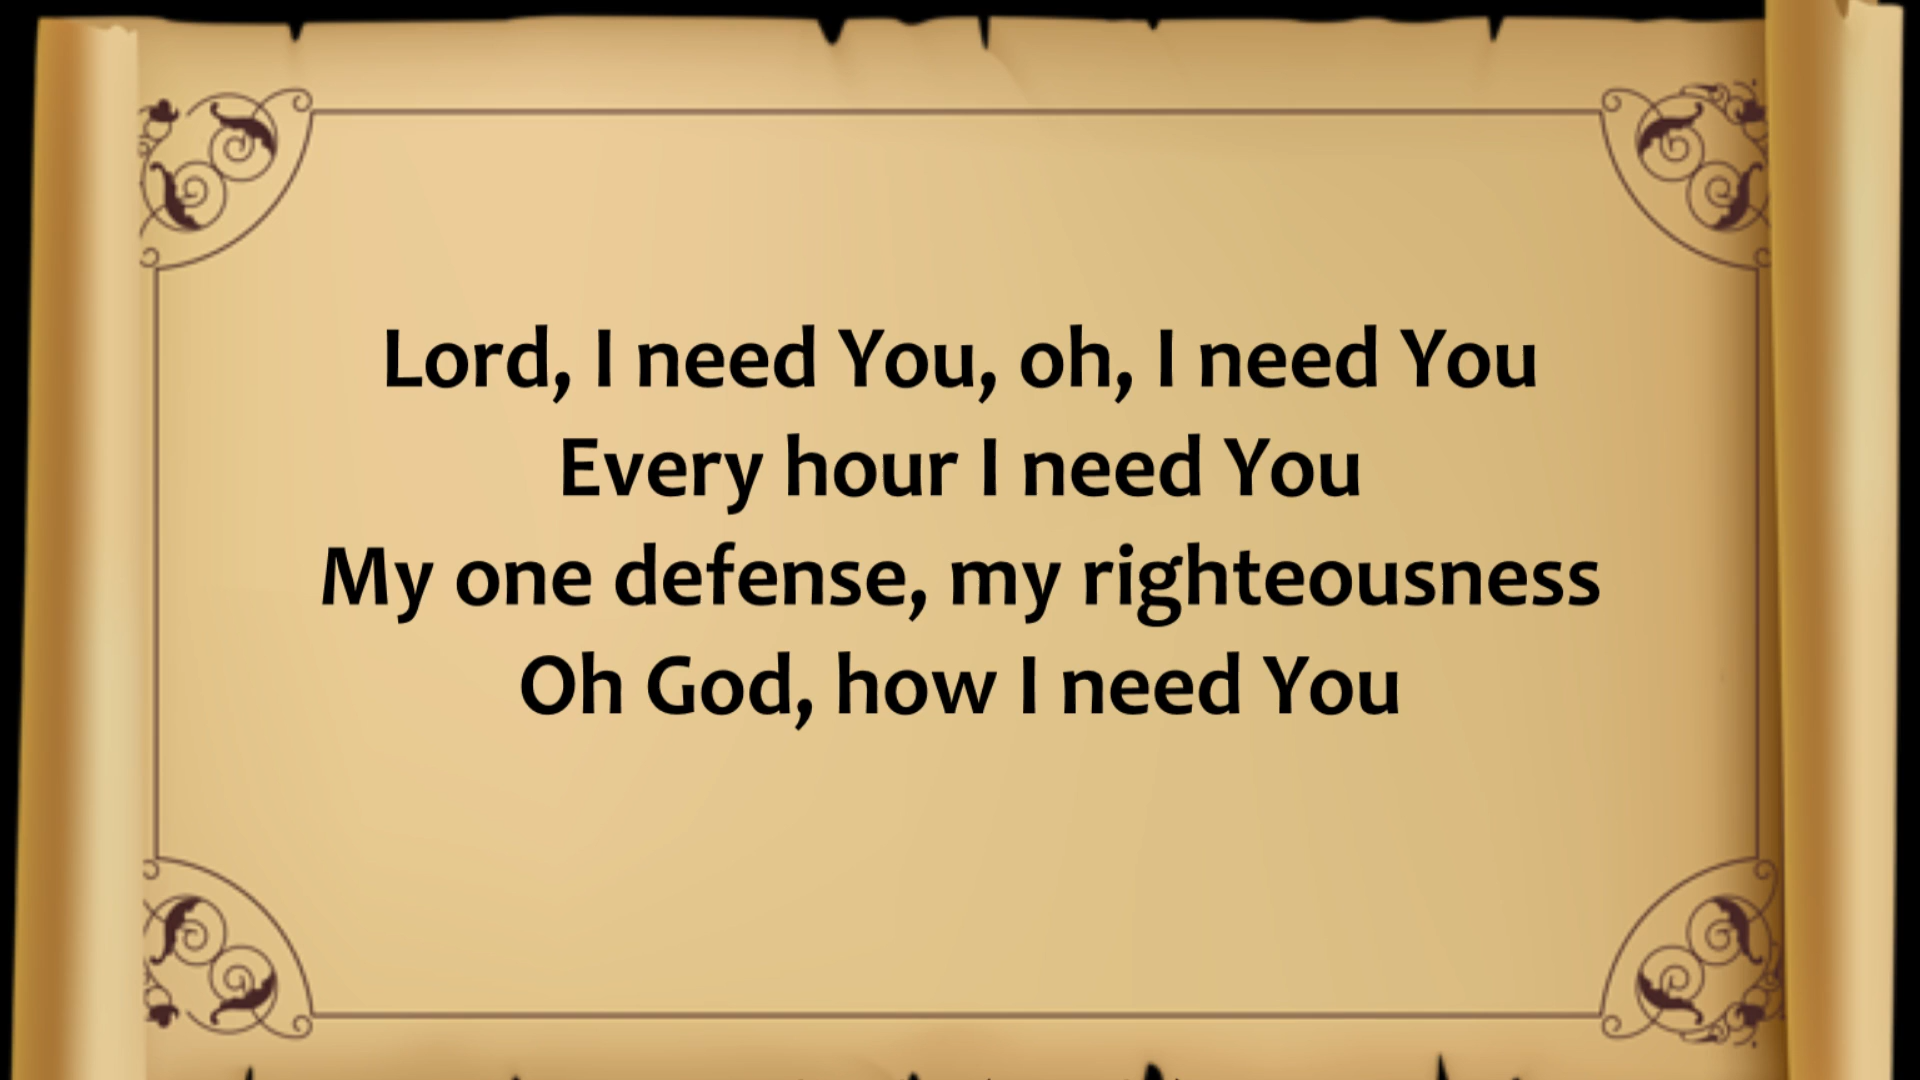 Lord, I need You, oh, I need You
Every hour I need You
My one defense, my righteousness
Oh God, how I need You